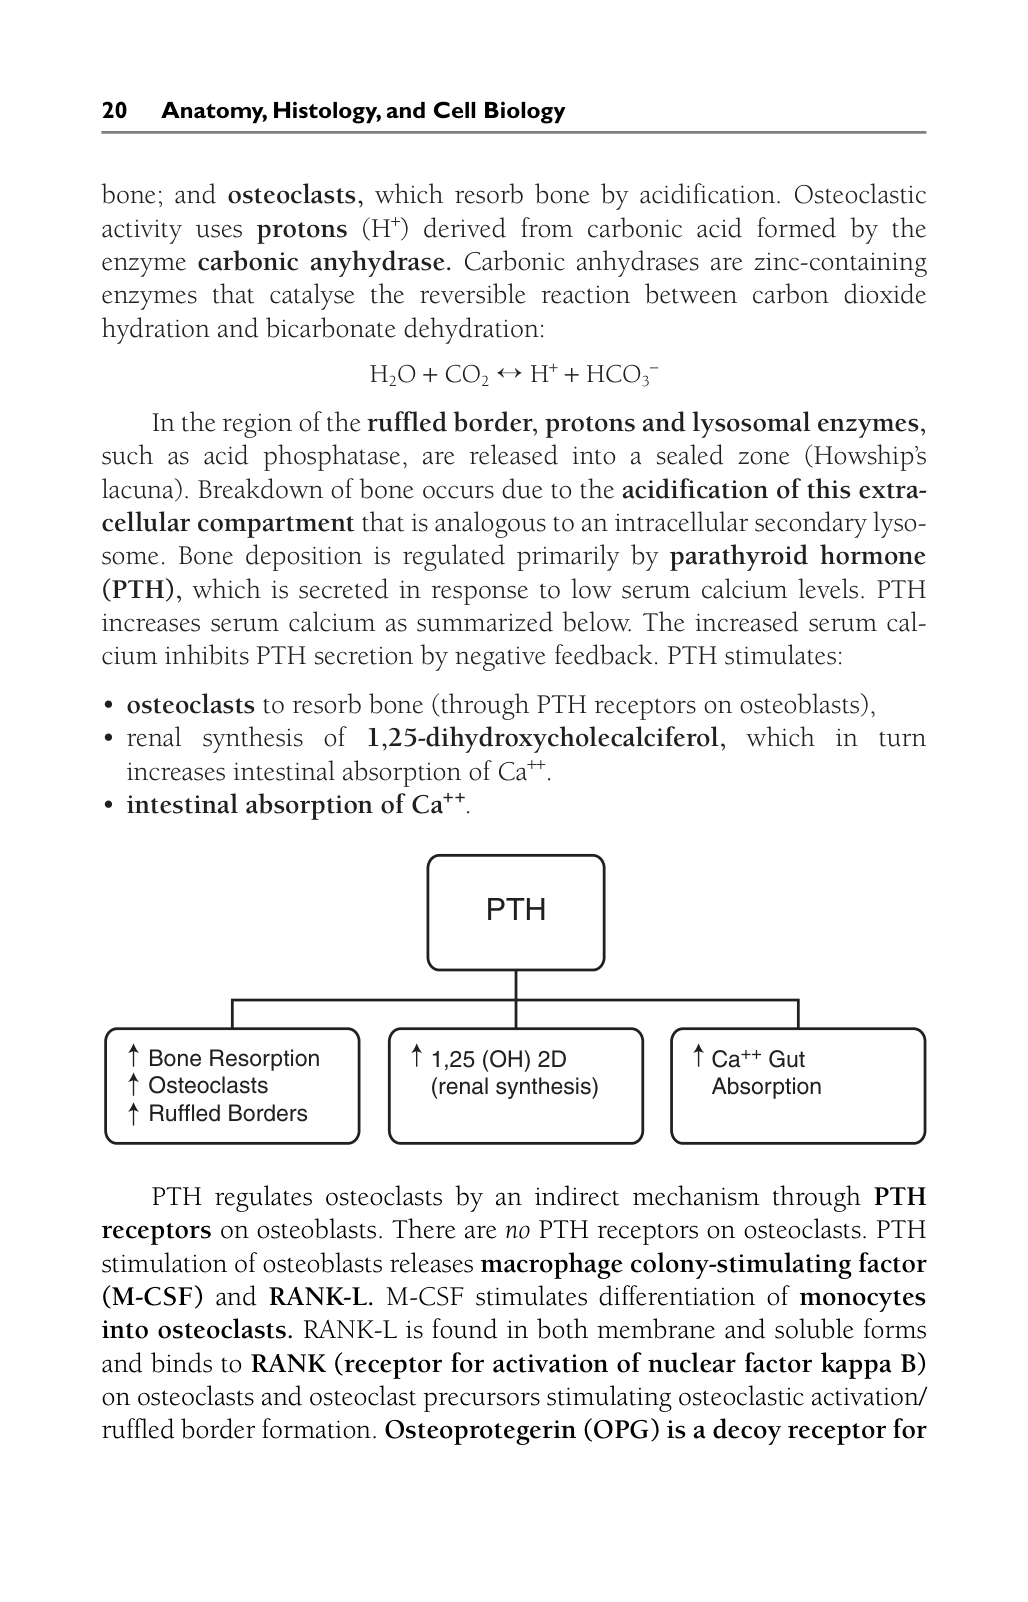 20 Anatomy, Histology, and Cell Biology
bone; and osteoclasts, which resorb bone by acidification. Osteoclastic
activity uses protons (H⁺) derived from carbonic acid formed by the
enzyme carbonic anyhydrase. Carbonic anhydrases are zinc-containing
enzymes that catalyse the reversible reaction between carbon dioxide
hydration and bicarbonate dehydration:
H₂O + CO₂ ↔ H⁺ + HCO₃⁻
In the region of the ruffled border, protons and lysosomal enzymes,
such as acid phosphatase, are released into a sealed zone (Howship's
lacuna). Breakdown of bone occurs due to the acidification of this extra-
cellular compartment that is analogous to an intracellular secondary lyso-
some. Bone deposition is regulated primarily by parathyroid hormone
(PTH), which is secreted in response to low serum calcium levels. PTH
increases serum calcium as summarized below. The increased serum cal-
cium inhibits PTH secretion by negative feedback. PTH stimulates:
• osteoclasts to resorb bone (through PTH receptors on osteoblasts),
• renal synthesis of 1,25-dihydroxycholecalciferol, which in turn
increases intestinal absorption of Ca⁺⁺.
• intestinal absorption of Ca⁺⁺.
PTH
↑ Bone Resorption
↑ Osteoclasts
↑ Ruffled Borders
↑ 1,25 (OH) 2D
(renal synthesis)
↑ Ca⁺⁺ Gut
Absorption
PTH regulates osteoclasts by an indirect mechanism through PTH
receptors on osteoblasts. There are no PTH receptors on osteoclasts. PTH
stimulation of osteoblasts releases macrophage colony-stimulating factor
(M-CSF) and RANK-L. M-CSF stimulates differentiation of monocytes
into osteoclasts. RANK-L is found in both membrane and soluble forms
and binds to RANK (receptor for activation of nuclear factor kappa B)
on osteoclasts and osteoclast precursors stimulating osteoclastic activation/
ruffled border formation. Osteoprotegerin (OPG) is a decoy receptor for